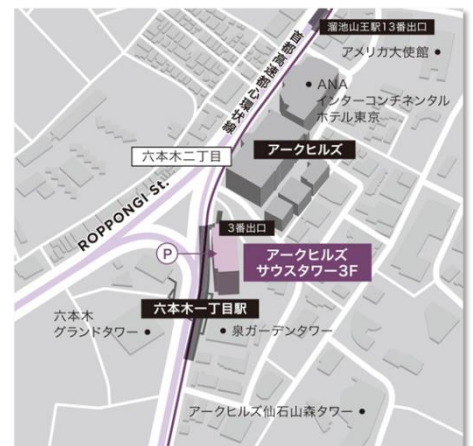 溜池山王駅13番出口
アメリカ大使館
首都高速都心環状線
ANA
インターコンチネンタル
ホテル東京
アークヒルズ
六本木二丁目
ROPPONGI St.
3番出口
P
アークヒルズ
サウスタワー3F
六本木一丁目駅
六本木
グランドタワー
泉ガーデンタワー
アークヒルズ仙石山森タワー